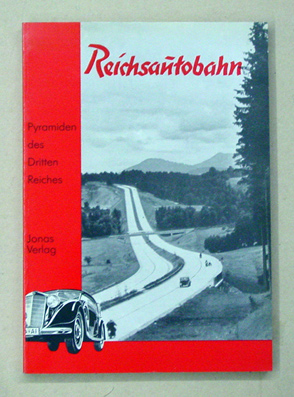 Reichsautobahn
Pyramiden
des
Dritten
Reiches
Jonas
Verlag